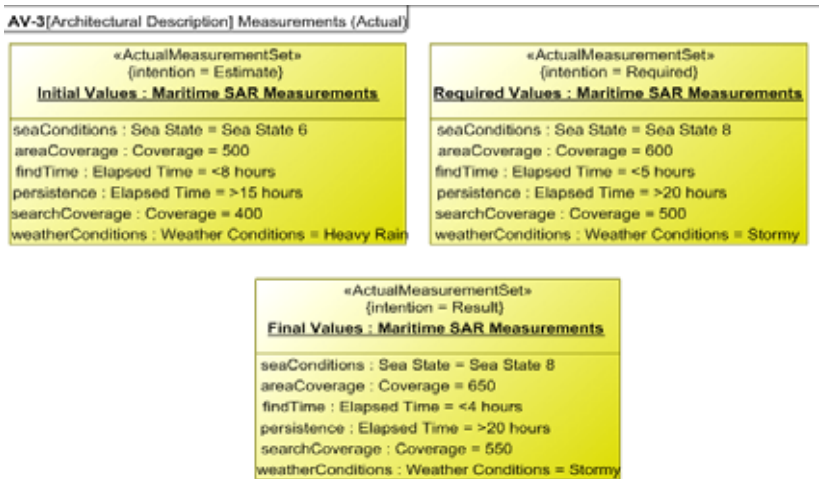 AV-3[Architectural Description] Measurements (Actual)
«ActualMeasurementSet»
{intention = Estimate}
Initial Values : Maritime SAR Measurements
seaConditions : Sea State = Sea State 6
areaCoverage : Coverage = 500
findTime : Elapsed Time = <8 hours
persistence : Elapsed Time = >15 hours
searchCoverage : Coverage = 400
weatherConditions : Weather Conditions = Heavy Rain
«ActualMeasurementSet»
{intention = Required}
Required Values : Maritime SAR Measurements
seaConditions : Sea State = Sea State 8
areaCoverage : Coverage = 600
findTime : Elapsed Time = <5 hours
persistence : Elapsed Time = >20 hours
searchCoverage : Coverage = 500
weatherConditions : Weather Conditions = Stormy
«ActualMeasurementSet»
{intention = Result}
Final Values : Maritime SAR Measurements
seaConditions : Sea State = Sea State 8
areaCoverage : Coverage = 650
findTime : Elapsed Time = <4 hours
persistence : Elapsed Time = >20 hours
searchCoverage : Coverage = 550
weatherConditions : Weather Conditions = Stormy